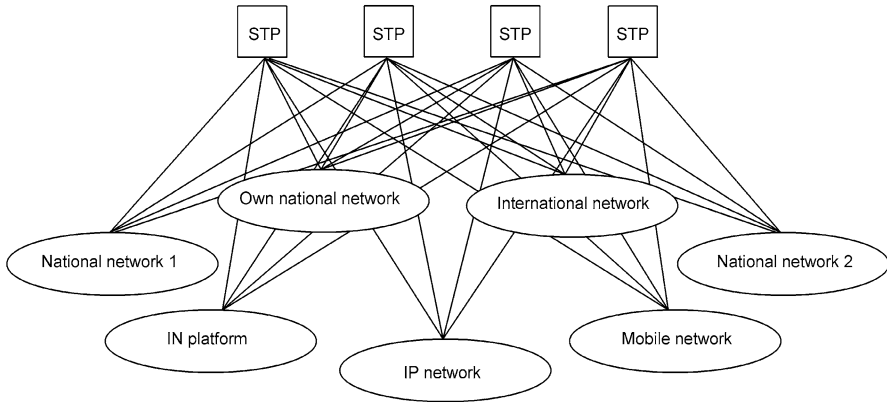 STP
STP
STP
STP
Own national network
International network
National network 1
National network 2
IN platform
Mobile network
IP network